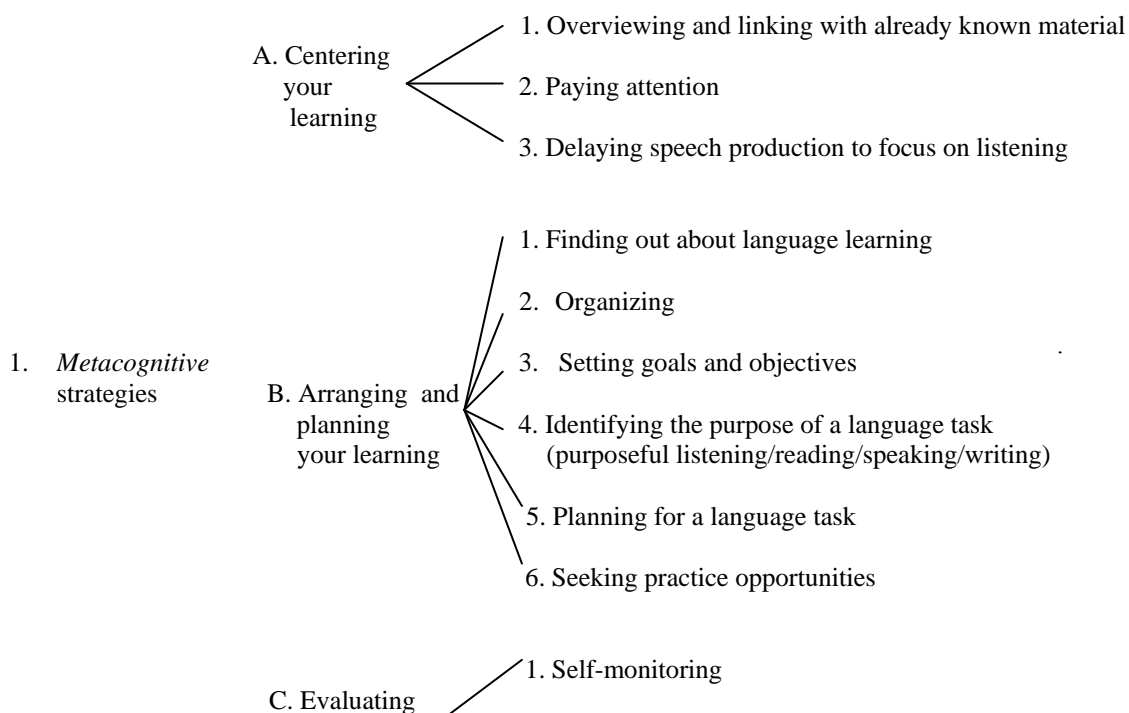 1. Overviewing and linking with already known material
A. Centering
your
learning
2. Paying attention
3. Delaying speech production to focus on listening
1. Finding out about language learning
2. Organizing
3. Setting goals and objectives
1. Metacognitive
strategies
B. Arranging and
planning
your learning
4. Identifying the purpose of a language task
(purposeful listening/reading/speaking/writing)
5. Planning for a language task
6. Seeking practice opportunities
1. Self-monitoring
C. Evaluating